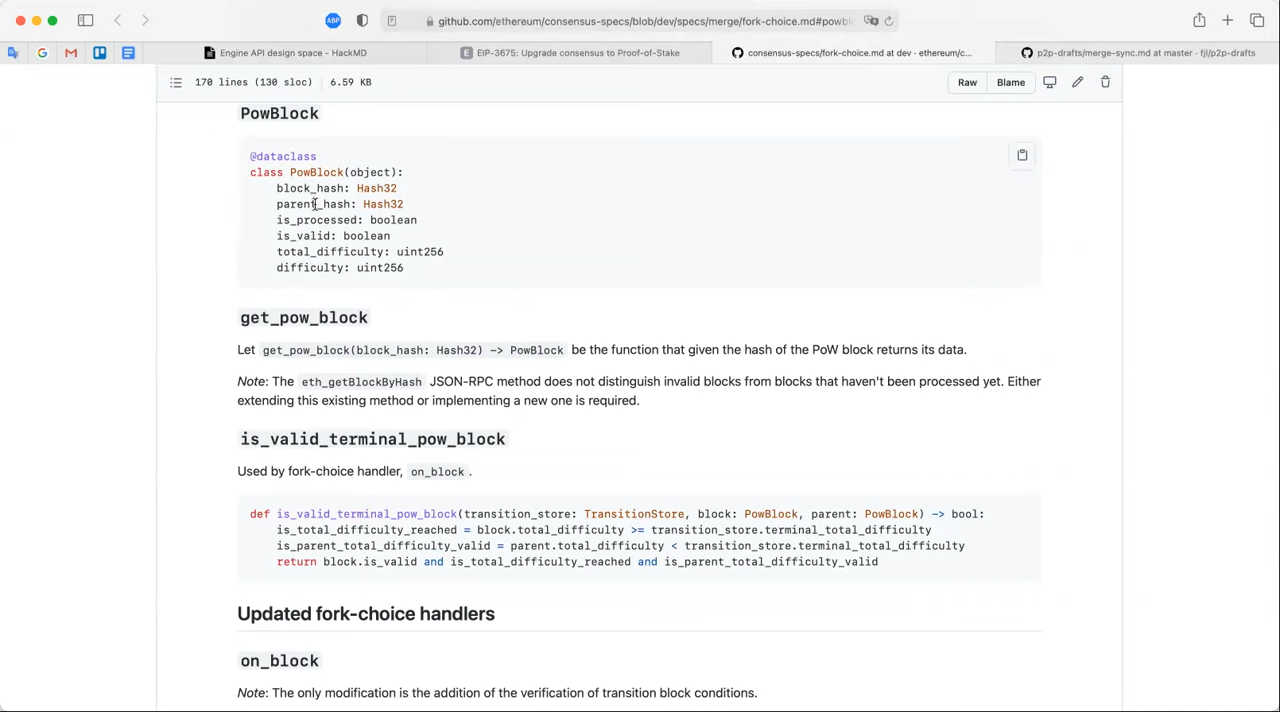 ABP
github.com/ethereum/consensus-specs/blob/dev/specs/merge/fork-choice.md#powbl
Engine API design space - HackMD
EIP-3675: Upgrade consensus to Proof-of-Stake
consensus-specs/fork-choice.md at dev · ethereum/c...
p2p-drafts/merge-sync.md at master · fjl/p2p-drafts
170 lines (130 sloc) 6.59 KB
Raw
Blame
PowBlock
@dataclass
class PowBlock(object):
block_hash: Hash32
parent_hash: Hash32
is_processed: boolean
is_valid: boolean
total_difficulty: uint256
difficulty: uint256
get_pow_block
Let get_pow_block(block_hash: Hash32) -> PowBlock be the function that given the hash of the PoW block returns its data.
Note: The eth_getBlockByHash JSON-RPC method does not distinguish invalid blocks from blocks that haven't been processed yet. Either
extending this existing method or implementing a new one is required.
is_valid_terminal_pow_block
Used by fork-choice handler, on_block .
def is_valid_terminal_pow_block(transition_store: TransitionStore, block: PowBlock, parent: PowBlock) -> bool:
is_total_difficulty_reached = block.total_difficulty >= transition_store.terminal_total_difficulty
is_parent_total_difficulty_valid = parent.total_difficulty < transition_store.terminal_total_difficulty
return block.is_valid and is_total_difficulty_reached and is_parent_total_difficulty_valid
Updated fork-choice handlers
on_block
Note: The only modification is the addition of the verification of transition block conditions.